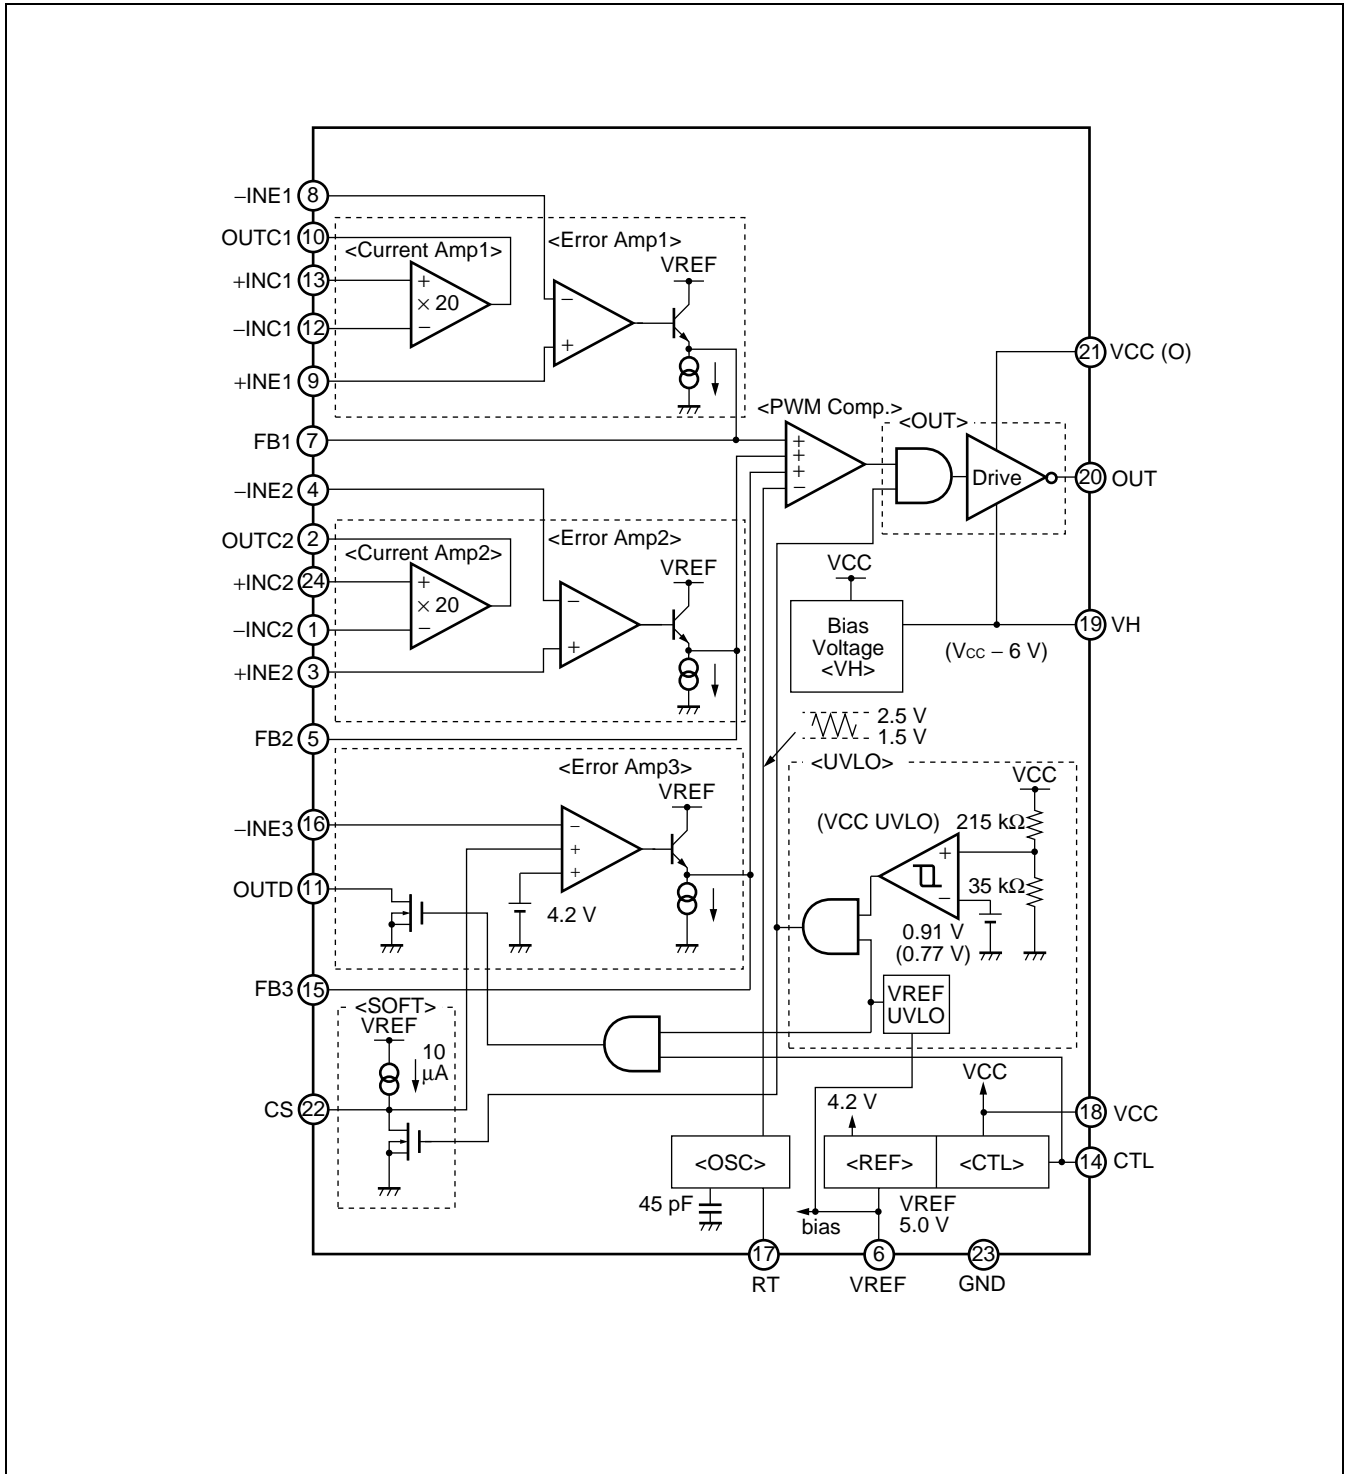 −INE1 8
OUTC1 10
<Current Amp1>
<Error Amp1>
VREF
+INC1 13
+
× 20
−
−INC1 12
−
+
+INE1 9
FB1 7
<PWM Comp.>
+
+
+
−
<OUT>
Drive
21 VCC (O)
20 OUT
−INE2 4
OUTC2 2
<Current Amp2>
<Error Amp2>
VREF
+INC2 24
+
× 20
−
−INC2 1
−
+
+INE2 3
FB2 5
VCC
Bias
Voltage
<VH>
19 VH
(VCC − 6 V)
2.5 V
1.5 V
<Error Amp3>
VREF
−INE3 16
−
+
+
4.2 V
OUTD 11
FB3 15
<UVLO>
VCC
(VCC UVLO)
215 kΩ
+
−
35 kΩ
0.91 V
(0.77 V)
VREF
UVLO
<SOFT>
VREF
10
μA
CS 22
VCC
18 VCC
4.2 V
<OSC>
<REF>
<CTL>
14 CTL
45 pF
VREF
5.0 V
bias
17
RT
6
VREF
23
GND